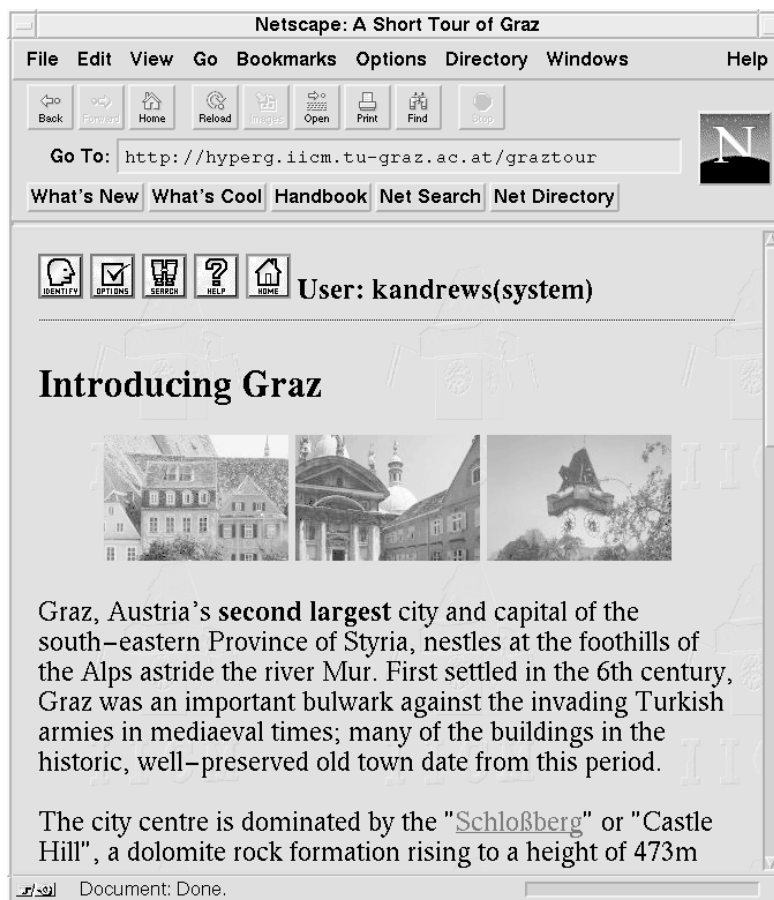 Netscape: A Short Tour of Graz
File Edit View Go Bookmarks Options Directory Windows Help
Back Forward Home Reload Images Open Print Find Stop
Go To: http://hyperg.iicm.tu-graz.ac.at/graztour
N
What's New What's Cool Handbook Net Search Net Directory
IDENTIFY OPTIONS SEARCH HELP HOME User: kandrews(system)
Introducing Graz
Graz, Austria's second largest city and capital of the
south-eastern Province of Styria, nestles at the foothills of
the Alps astride the river Mur. First settled in the 6th century,
Graz was an important bulwark against the invading Turkish
armies in mediaeval times; many of the buildings in the
historic, well-preserved old town date from this period.
The city centre is dominated by the "Schloßberg" or "Castle
Hill", a dolomite rock formation rising to a height of 473m
Document: Done.